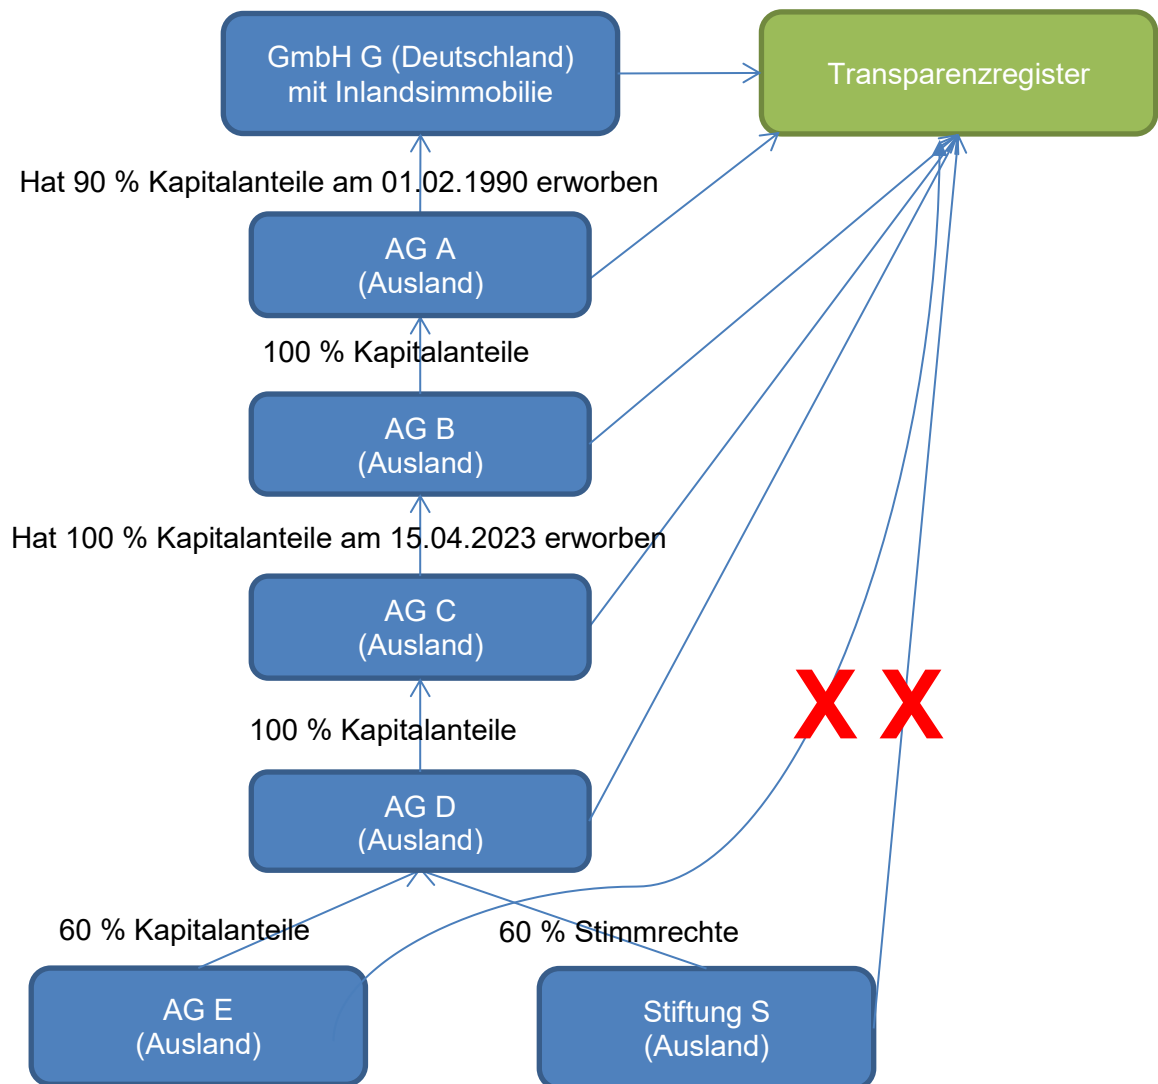 GmbH G (Deutschland)
mit Inlandsimmobilie
Transparenzregister
Hat 90 % Kapitalanteile am 01.02.1990 erworben
AG A
(Ausland)
100 % Kapitalanteile
AG B
(Ausland)
Hat 100 % Kapitalanteile am 15.04.2023 erworben
AG C
(Ausland)
X X
100 % Kapitalanteile
AG D
(Ausland)
60 % Kapitalanteile
60 % Stimmrechte
AG E
(Ausland)
Stiftung S
(Ausland)